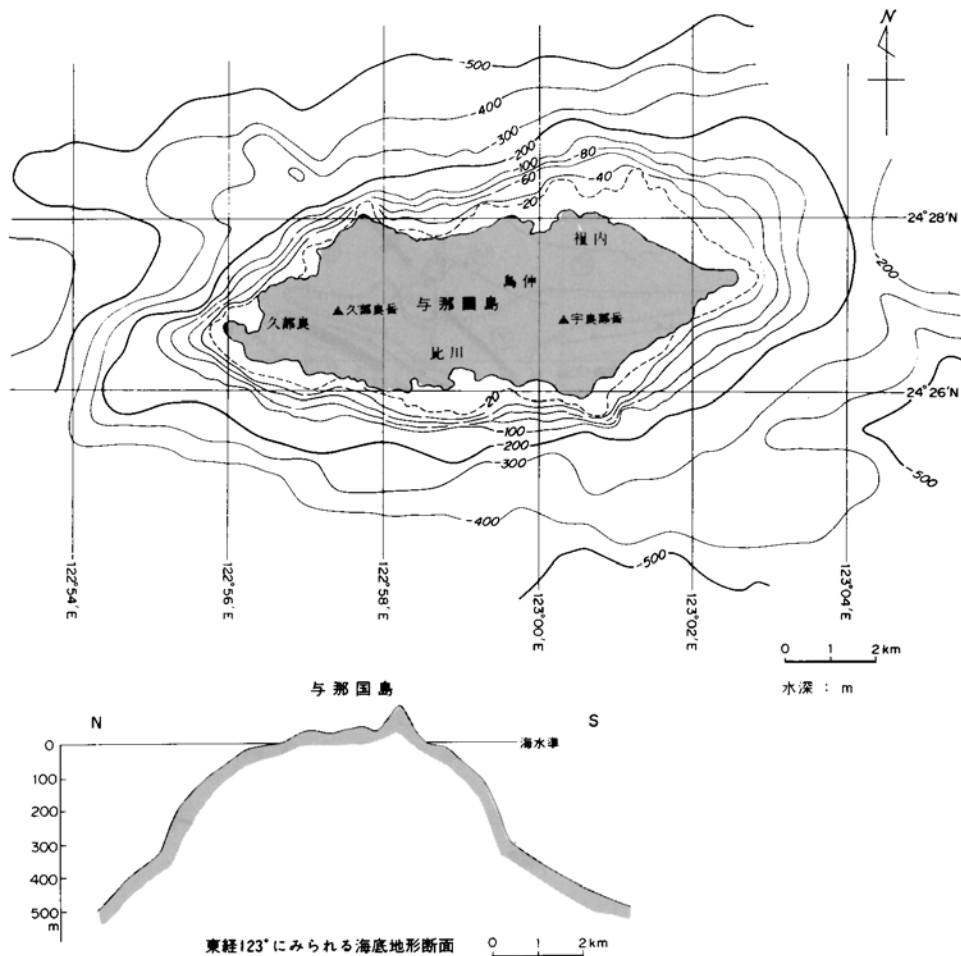 N
-500
-400
-300
-200
-100
-80
-60
-40
-20
24°28'N
祖内
200
島仲
与那国島
▲久部良岳
▲宇良部岳
久部良
比川
24°26'N
20
-100
-200
-300
-500
-400
-500
122°54'E
122°56'E
122°58'E
123°00'E
123°02'E
123°04'E
0 1 2km
水深：m
与那国島
N
S
0
海水準
100
200
300
400
500
m
東経123°にみられる海底地形断面
0 1 2km